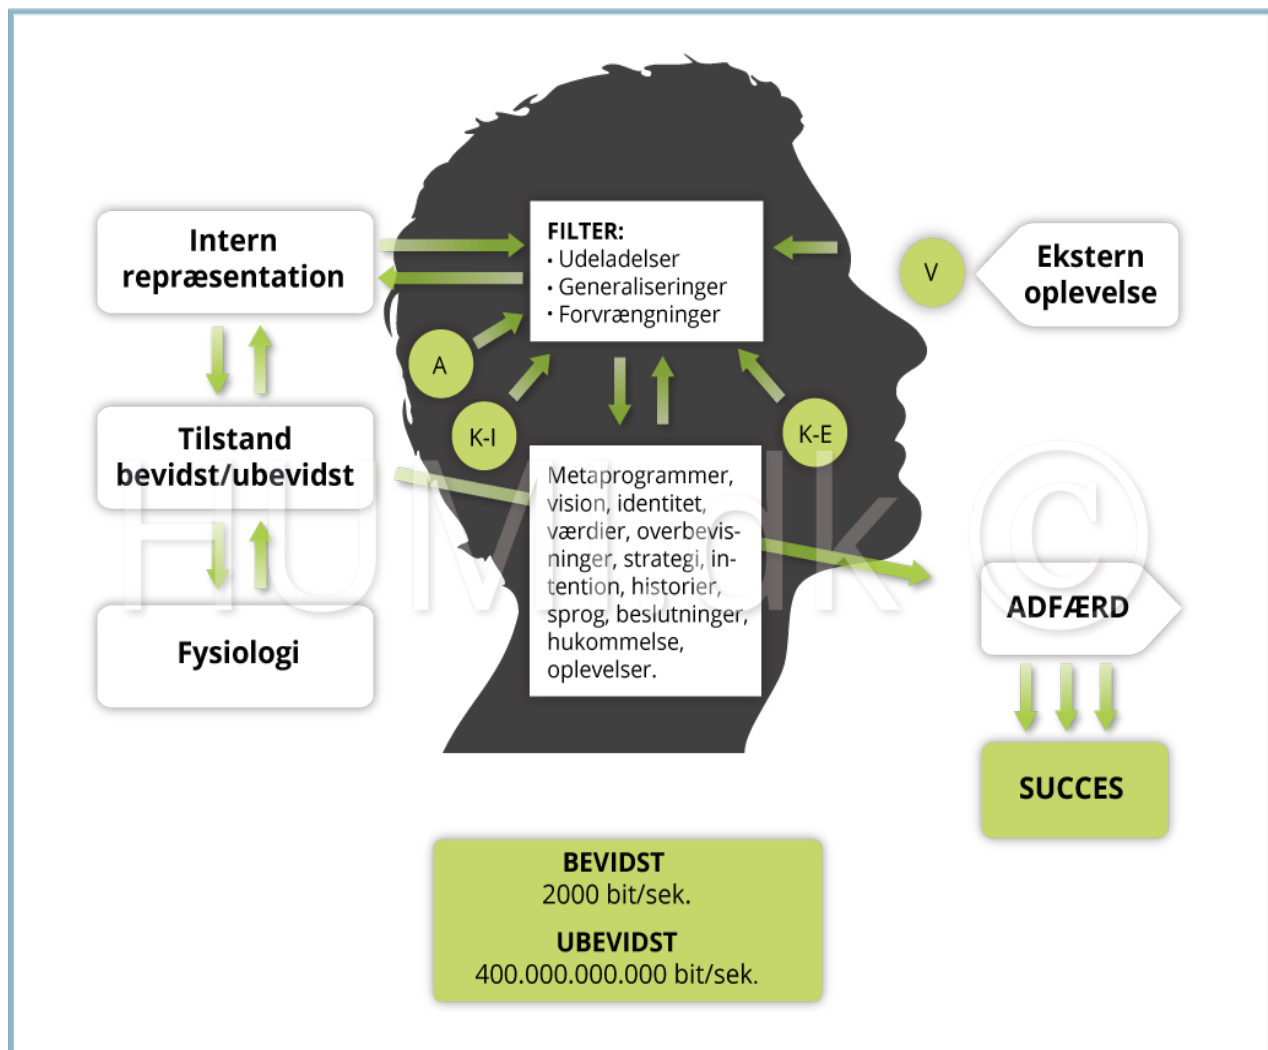 Intern
repræsentation
FILTER:
• Udeladelser
• Generaliseringer
• Forvrængninger
V
Ekstern
oplevelse
A
K-I
K-E
Tilstand
bevidst/ubevidst
Metaprogrammer,
vision, identitet,
værdier, overbevis-
ninger, strategi, in-
tention, historier,
sprog, beslutninger,
hukommelse,
oplevelser.
HUMI.dk ©
Fysiologi
ADFÆRD
SUCCES
BEVIDST
2000 bit/sek.
UBEVIDST
400.000.000.000 bit/sek.